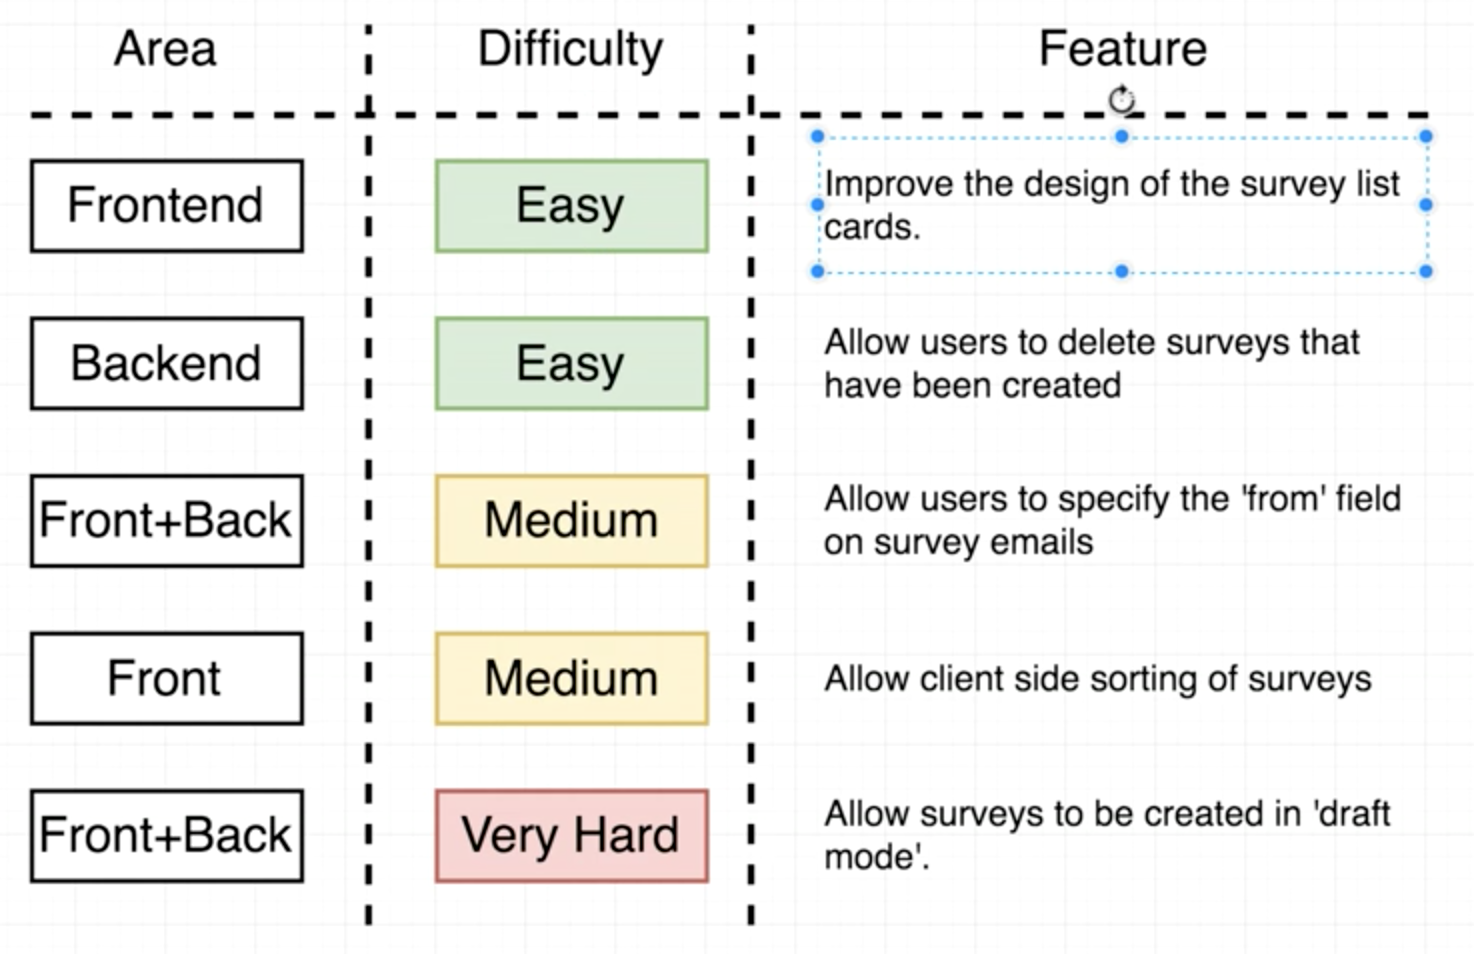 Area Difficulty Feature
Frontend Easy Improve the design of the survey list
cards.
Backend Easy Allow users to delete surveys that
have been created
Front+Back Medium Allow users to specify the 'from' field
on survey emails
Front Medium Allow client side sorting of surveys
Front+Back Very Hard Allow surveys to be created in 'draft
mode'.